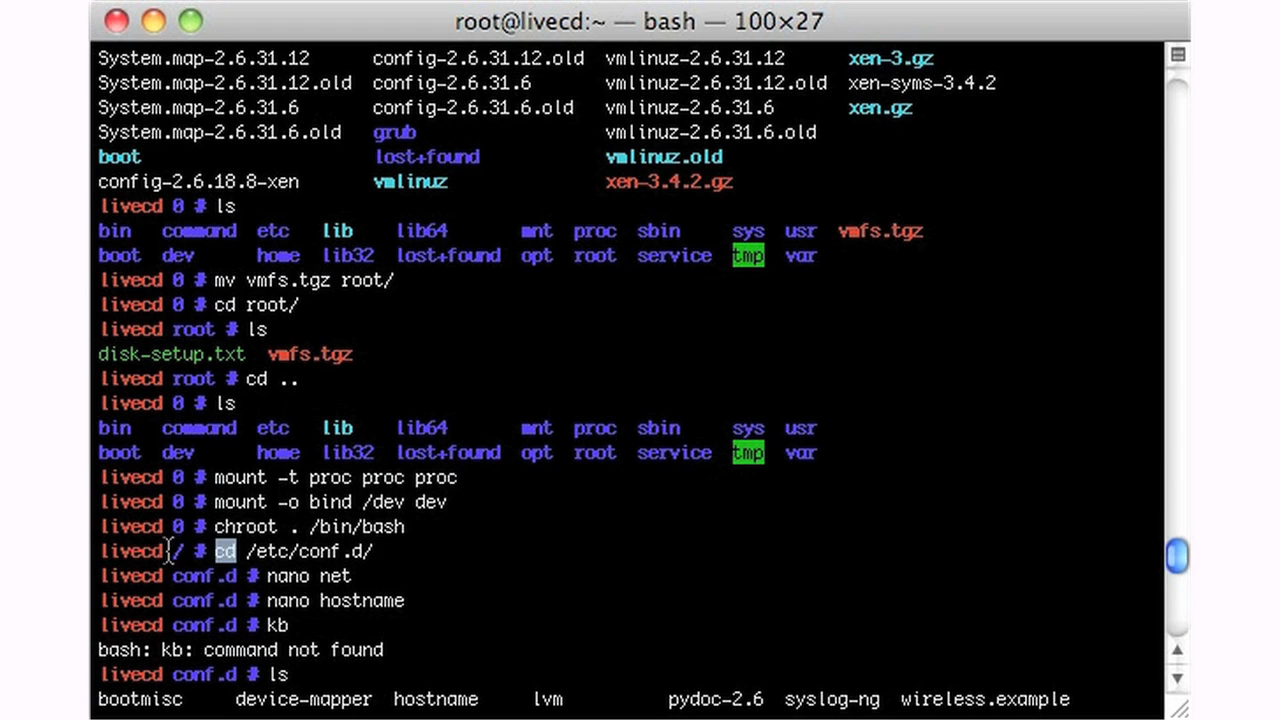 root@livecd:~ — bash — 100×27
System.map-2.6.31.12 config-2.6.31.12.old vmlinuz-2.6.31.12 xen-3.gz
System.map-2.6.31.12.old config-2.6.31.6 vmlinuz-2.6.31.12.old xen-syms-3.4.2
System.map-2.6.31.6 config-2.6.31.6.old vmlinuz-2.6.31.6 xen.gz
System.map-2.6.31.6.old grub vmlinuz-2.6.31.6.old
boot lost+found vmlinuz.old
config-2.6.18.8-xen vmlinuz xen-3.4.2.gz
livecd 0 # ls
bin command etc lib lib64 mnt proc sbin sys usr vmfs.tgz
boot dev home lib32 lost+found opt root service tmp var
livecd 0 # mv vmfs.tgz root/
livecd 0 # cd root/
livecd root # ls
disk-setup.txt vmfs.tgz
livecd root # cd ..
livecd 0 # ls
bin command etc lib lib64 mnt proc sbin sys usr
boot dev home lib32 lost+found opt root service tmp var
livecd 0 # mount -t proc proc proc
livecd 0 # mount -o bind /dev dev
livecd 0 # chroot . /bin/bash
livecd / # cd /etc/conf.d/
livecd conf.d # nano net
livecd conf.d # nano hostname
livecd conf.d # kb
bash: kb: command not found
livecd conf.d # ls
bootmisc device-mapper hostname lvm pydoc-2.6 syslog-ng wireless.example